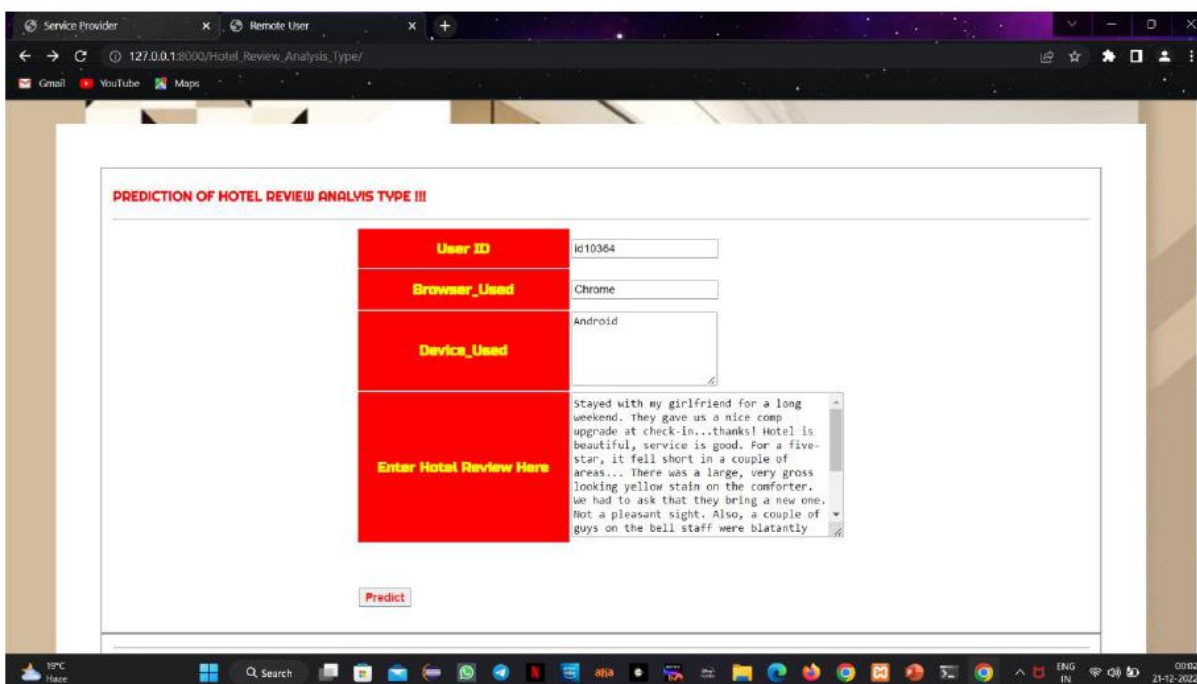 Service Provider
Remote User
127.0.0.1:8000/Hotel_Review_Analysis_Type/
Gmail YouTube Maps
PREDICTION OF HOTEL REVIEW ANALYIS TYPE !!!
User ID id10364
Browser_Used Chrome
Device_Used Android
Enter Hotel Review Here
Stayed with my girlfriend for a long
weekend. They gave us a nice comp
upgrade at check-in...thanks! Hotel is
beautiful, service is good. For a five-
star, it fell short in a couple of
areas... There was a large, very gross
looking yellow stain on the comforter.
We had to ask that they bring a new one.
Not a pleasant sight. Also, a couple of
guys on the bell staff were blatantly
Predict
19°C
Haze
Search
ENG
IN
00:02
21-12-2022